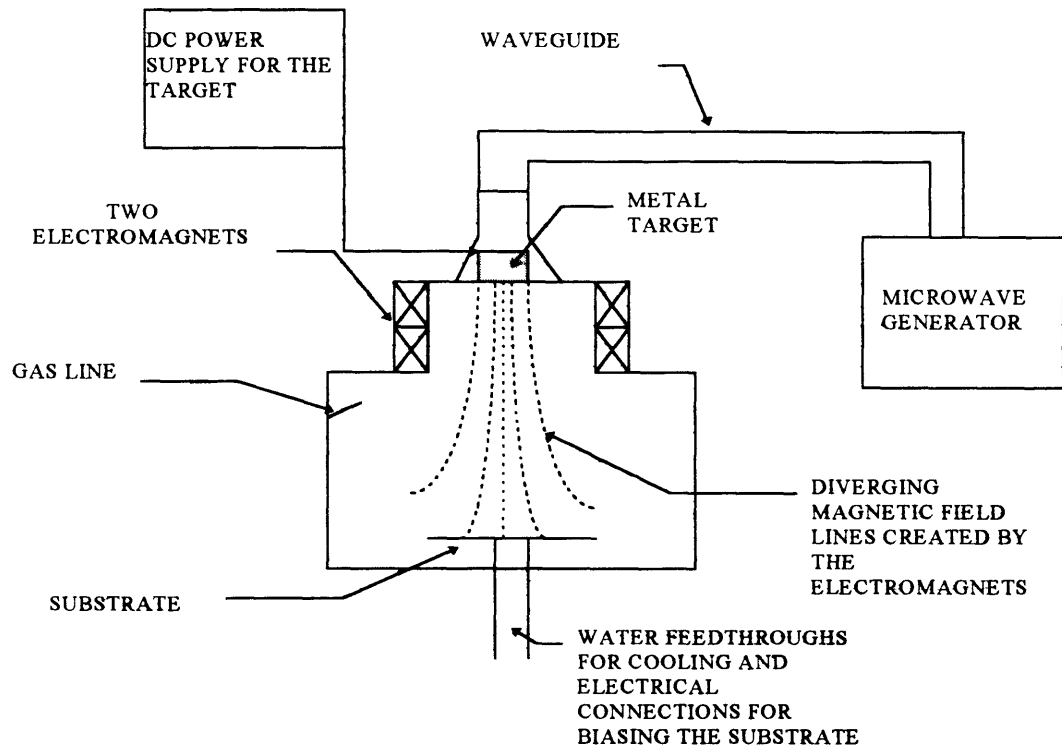 DC POWER
SUPPLY FOR THE
TARGET
WAVEGUIDE
TWO
ELECTROMAGNETS
METAL
TARGET
MICROWAVE
GENERATOR
GAS LINE
DIVERGING
MAGNETIC FIELD
LINES CREATED BY
THE
ELECTROMAGNETS
SUBSTRATE
WATER FEEDTHROUGHS
FOR COOLING AND
ELECTRICAL
CONNECTIONS FOR
BIASING THE SUBSTRATE